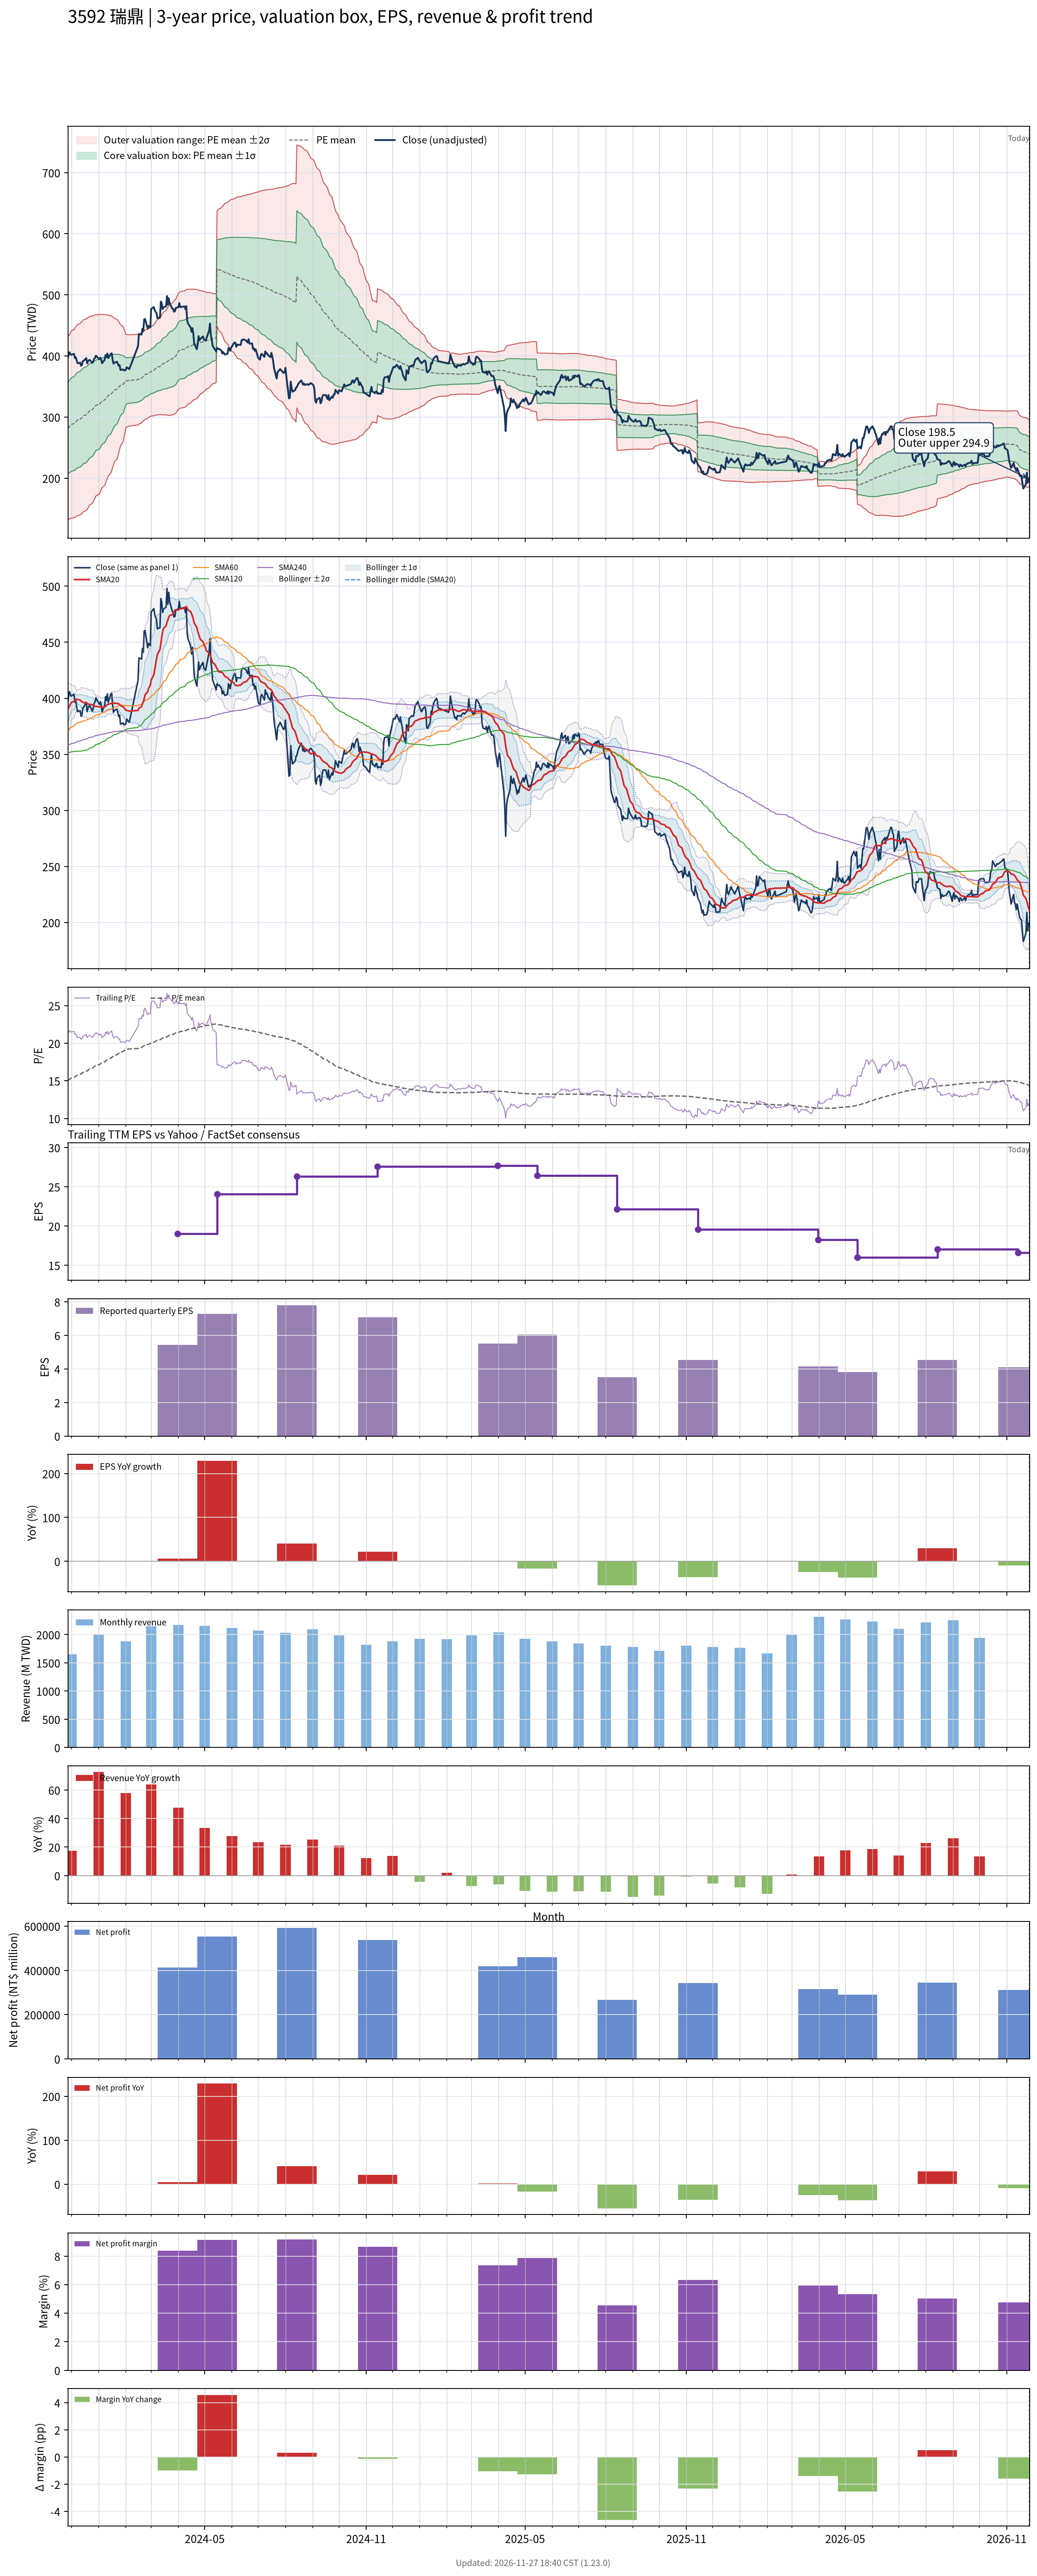 3592 瑞鼎 | 3-year price, valuation box, EPS, revenue & profit trend
Outer valuation range: PE mean ±2σ
PE mean
Close (unadjusted)
Core valuation box: PE mean ±1σ
Today
700
600
500
400
300
200
Price (TWD)
Close 198.5
Outer upper 294.9
Close (same as panel 1)
SMA60
SMA240
Bollinger ±1σ
SMA20
SMA120
Bollinger ±2σ
Bollinger middle (SMA20)
500
450
400
350
300
250
200
Price
Trailing P/E
P/E mean
25
20
15
10
P/E
Trailing TTM EPS vs Yahoo / FactSet consensus
Today
30
25
20
15
EPS
Reported quarterly EPS
8
6
4
2
0
EPS
EPS YoY growth
200
100
0
YoY (%)
Monthly revenue
2000
1500
1000
500
0
Revenue (M TWD)
Revenue YoY growth
60
40
20
0
YoY (%)
Month
Net profit
600000
400000
200000
0
Net profit (NT$ million)
Net profit YoY
200
100
0
YoY (%)
Net profit margin
8
6
4
2
0
Margin (%)
Margin YoY change
4
2
0
-2
-4
Δ margin (pp)
2024-05
2024-11
2025-05
2025-11
2026-05
2026-11
Updated: 2026-11-27 18:40 CST (1.23.0)